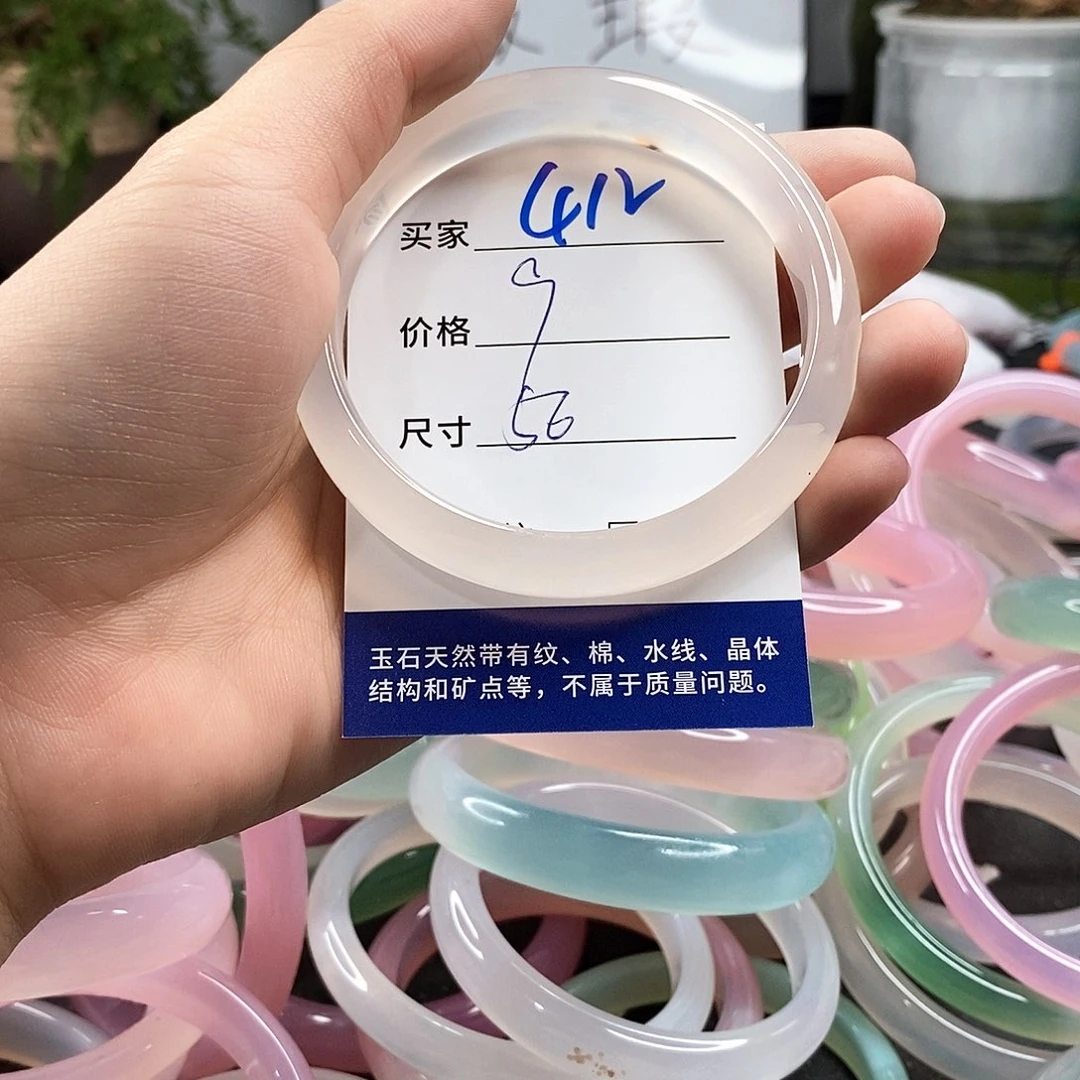 瑕
买家 412
价格
尺寸 56
玉石天然带有纹、棉、水线、晶体
结构和矿点等，不属于质量问题。